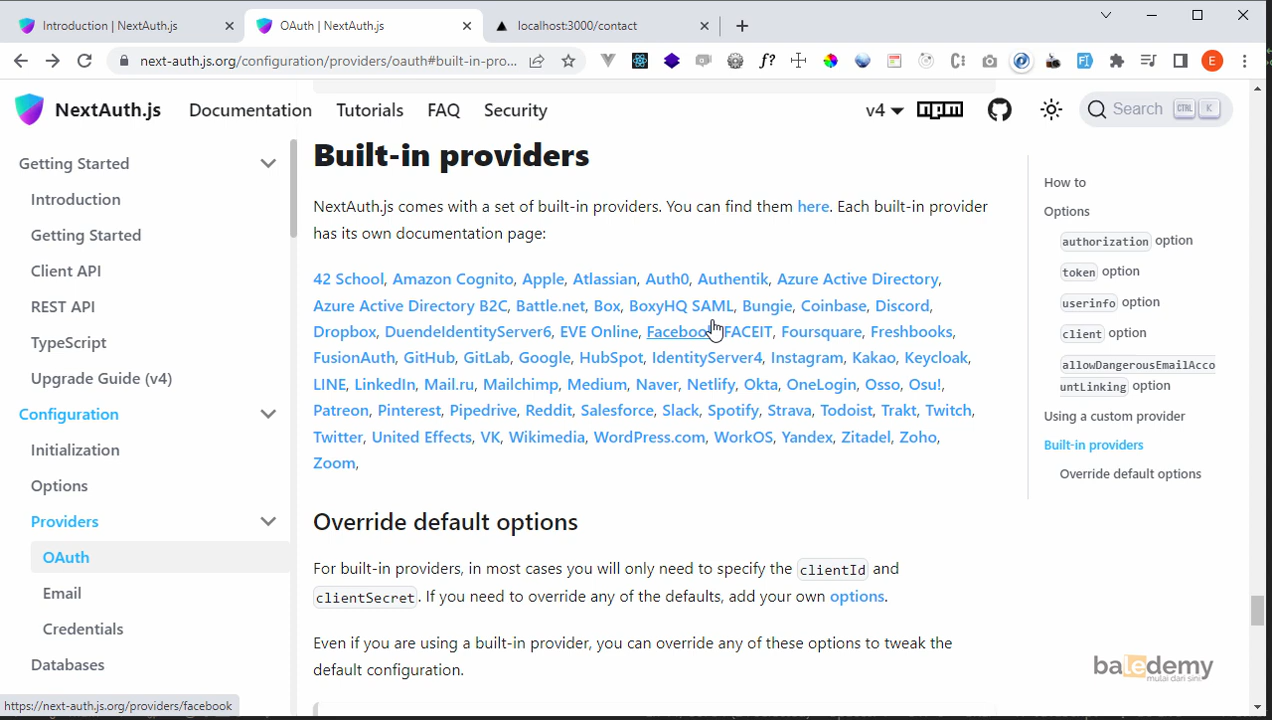 Introduction | NextAuth.js
OAuth | NextAuth.js
localhost:3000/contact
next-auth.js.org/configuration/providers/oauth#built-in-pro...
E
NextAuth.js
Documentation
Tutorials
FAQ
Security
v4
npm
Search
CTRL
K
Getting Started
Introduction
Getting Started
Client API
REST API
TypeScript
Upgrade Guide (v4)
Configuration
Initialization
Options
Providers
OAuth
Email
Credentials
Databases
Built-in providers
NextAuth.js comes with a set of built-in providers. You can find them here. Each built-in provider
has its own documentation page:
42 School, Amazon Cognito, Apple, Atlassian, Auth0, Authentik, Azure Active Directory,
Azure Active Directory B2C, Battle.net, Box, BoxyHQ SAML, Bungie, Coinbase, Discord,
Dropbox, DuendeIdentityServer6, EVE Online, Facebook, FACEIT, Foursquare, Freshbooks,
FusionAuth, GitHub, GitLab, Google, HubSpot, IdentityServer4, Instagram, Kakao, Keycloak,
LINE, LinkedIn, Mail.ru, Mailchimp, Medium, Naver, Netlify, Okta, OneLogin, Osso, Osu!,
Patreon, Pinterest, Pipedrive, Reddit, Salesforce, Slack, Spotify, Strava, Todoist, Trakt, Twitch,
Twitter, United Effects, VK, Wikimedia, WordPress.com, WorkOS, Yandex, Zitadel, Zoho,
Zoom,
Override default options
For built-in providers, in most cases you will only need to specify the clientId and
clientSecret. If you need to override any of the defaults, add your own options.
Even if you are using a built-in provider, you can override any of these options to tweak the
default configuration.
How to
Options
authorization option
token option
userinfo option
client option
allowDangerousEmailAcco
untLinking option
Using a custom provider
Built-in providers
Override default options
baledemy
mulai dari sini.
https://next-auth.js.org/providers/facebook